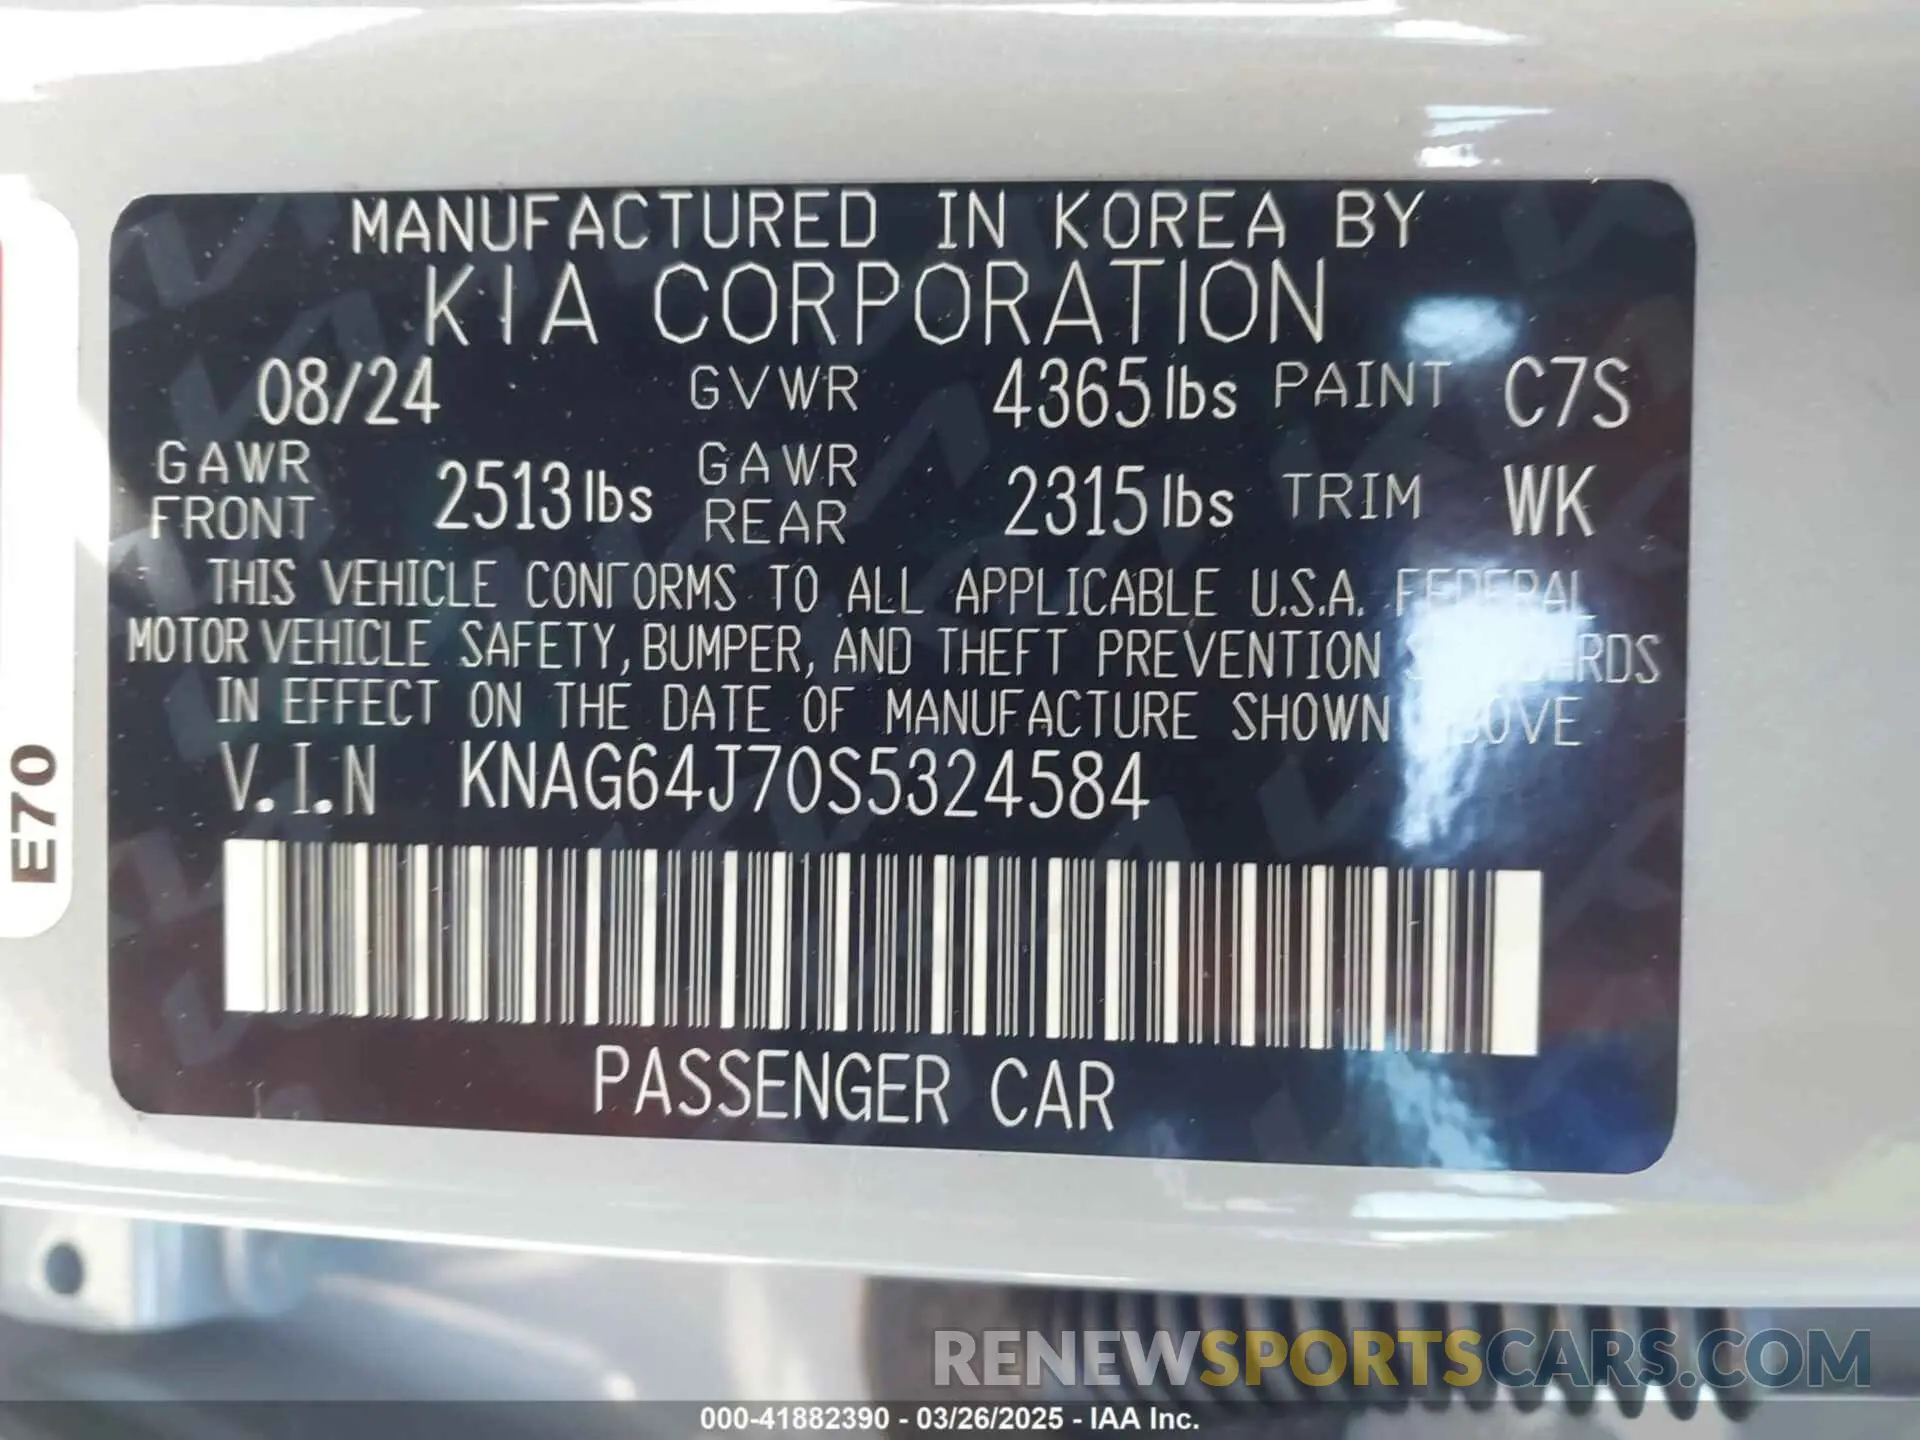 MANUFACTURED IN KOREA BY
KIA CORPORATION
08/24 GVWR 4365 lbs PAINT C7S
GAWR FRONT 2513 lbs GAWR REAR 2315 lbs TRIM WK
THIS VEHICLE CONFORMS TO ALL APPLICABLE U.S.A. FEDERAL
MOTOR VEHICLE SAFETY, BUMPER, AND THEFT PREVENTION STANDARDS
IN EFFECT ON THE DATE OF MANUFACTURE SHOWN ABOVE
V.I.N KNAG64J70S5324584
PASSENGER CAR
E70
RENEWSPORTSCARS.COM
000-41882390 - 03/26/2025 - IAA Inc.